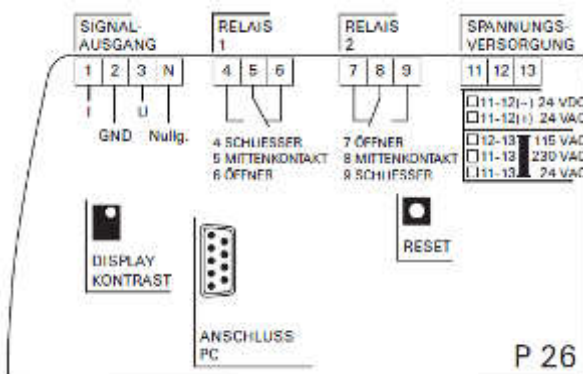 SIGNAL-
AUSGANG
RELAIS
1
RELAIS
2
SPANNUNGS-
VERSORGUNG
1 2 3 N
4 5 6
7 8 9
11 12 13
I
U
GND Nullg.
4 SCHLIESSER
5 MITTENKONTAKT
6 ÖFFNER
7 ÖFFNER
8 MITTENKONTAKT
9 SCHLIESSER
11-12(-) 24 VDC
11-12(+) 24 VAC
12-13 115 VAC
11-13 230 VAC
11-13 24 VAC
DISPLAY
KONTRAST
RESET
ANSCHLUSS
PC
P 26